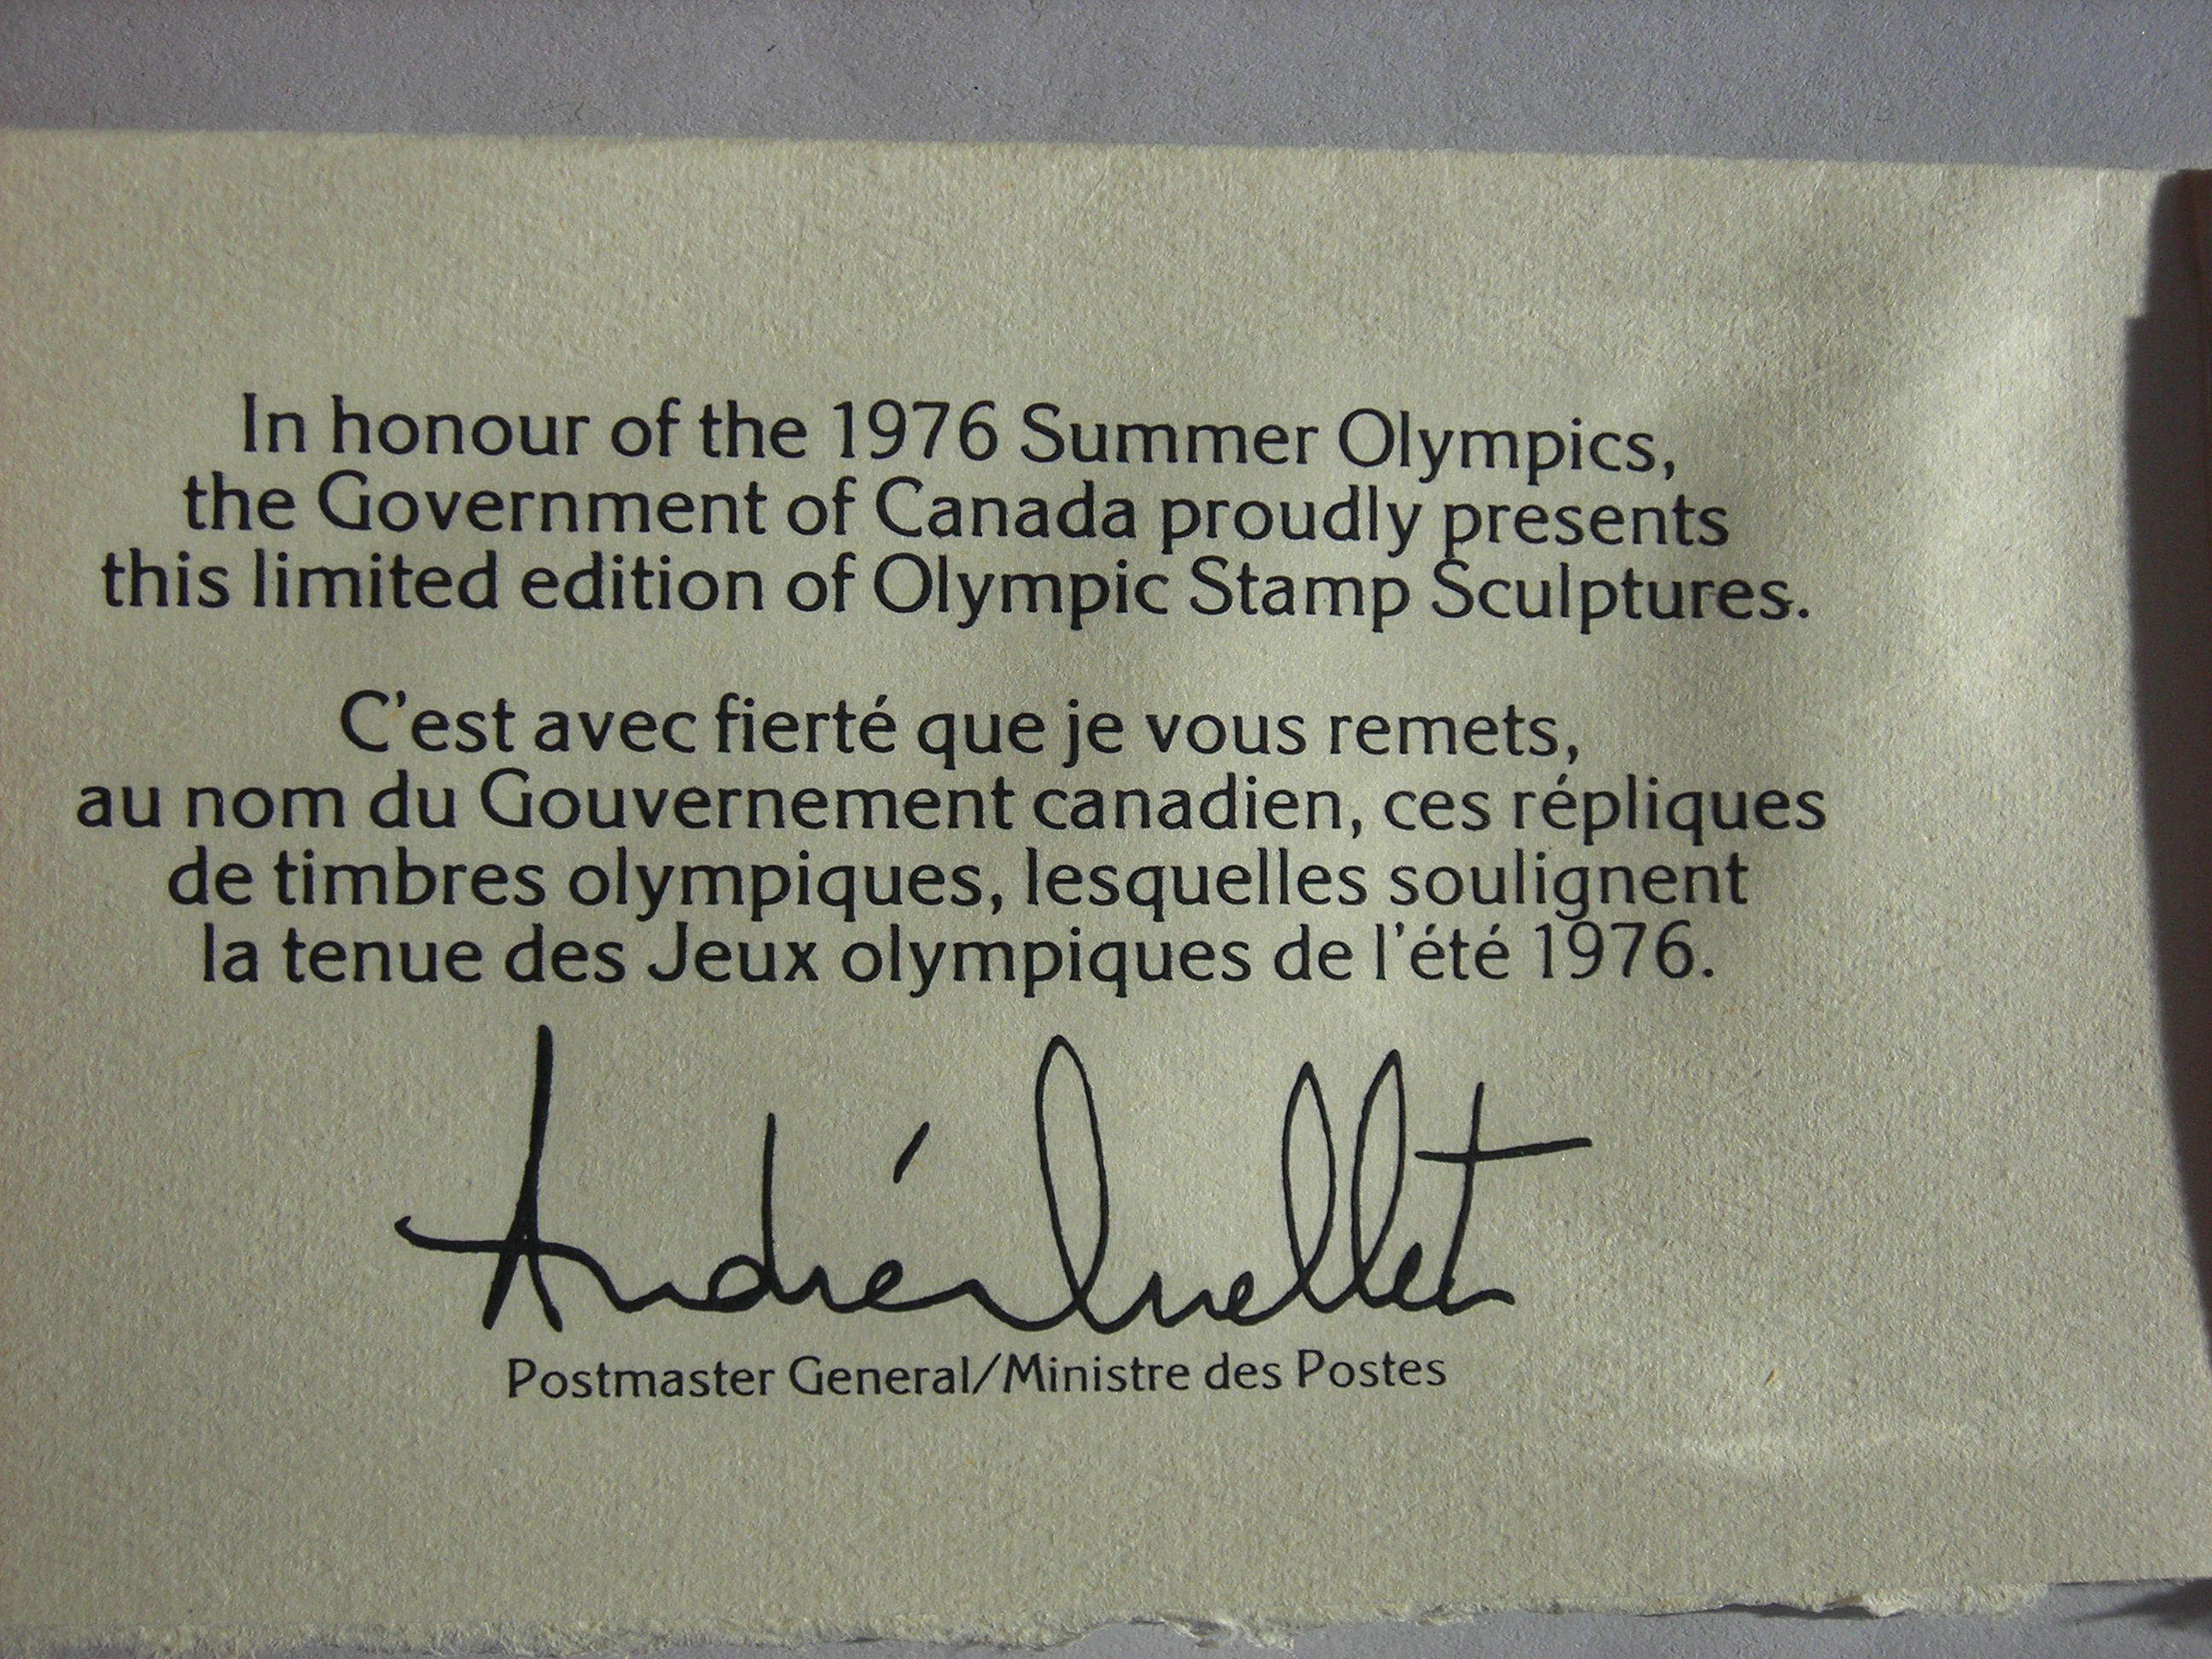 In honour of the 1976 Summer Olympics,
the Government of Canada proudly presents
this limited edition of Olympic Stamp Sculptures.
C'est avec fierté que je vous remets,
au nom du Gouvernement canadien, ces répliques
de timbres olympiques, lesquelles soulignent
la tenue des Jeux olympiques de l'été 1976.
André Ouellet
Postmaster General/Ministre des Postes